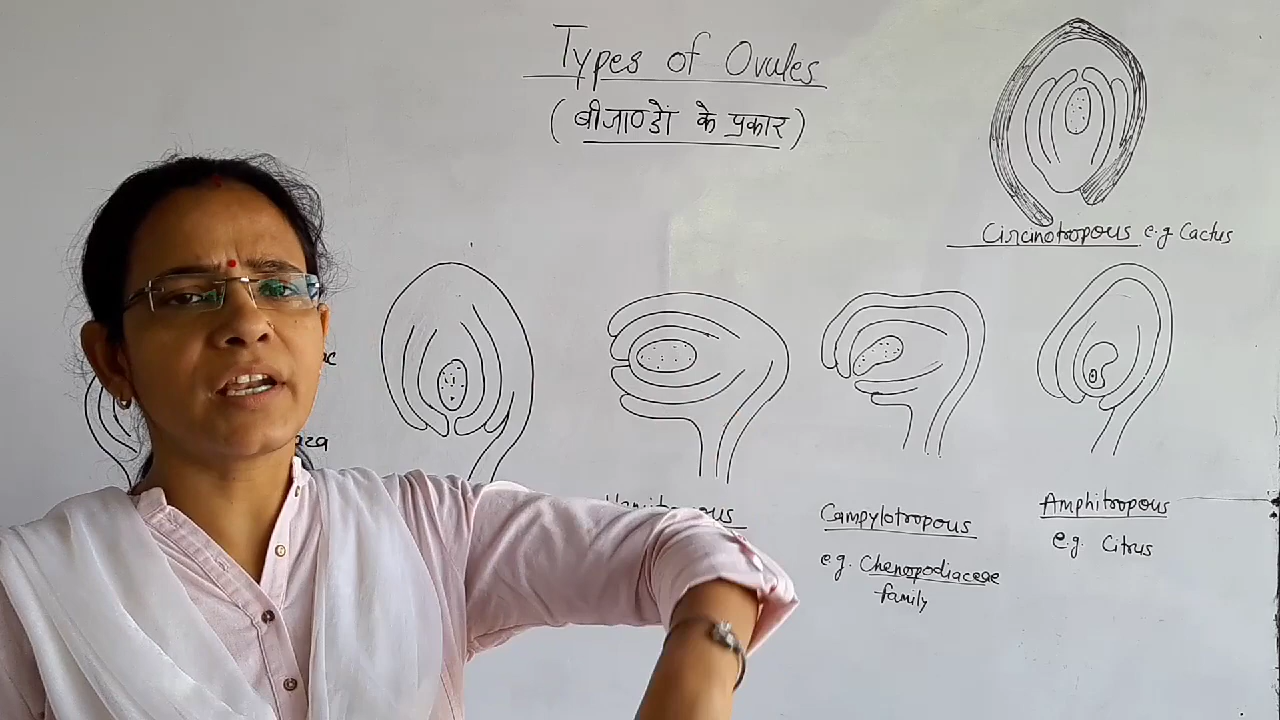 Types of Ovules
(बीजाण्डों के प्रकार)
Circinotropous e.g Cactus
Campylotropous
e.g. Chenopodiaceae
family
Amphitropous
e.g. Citrus